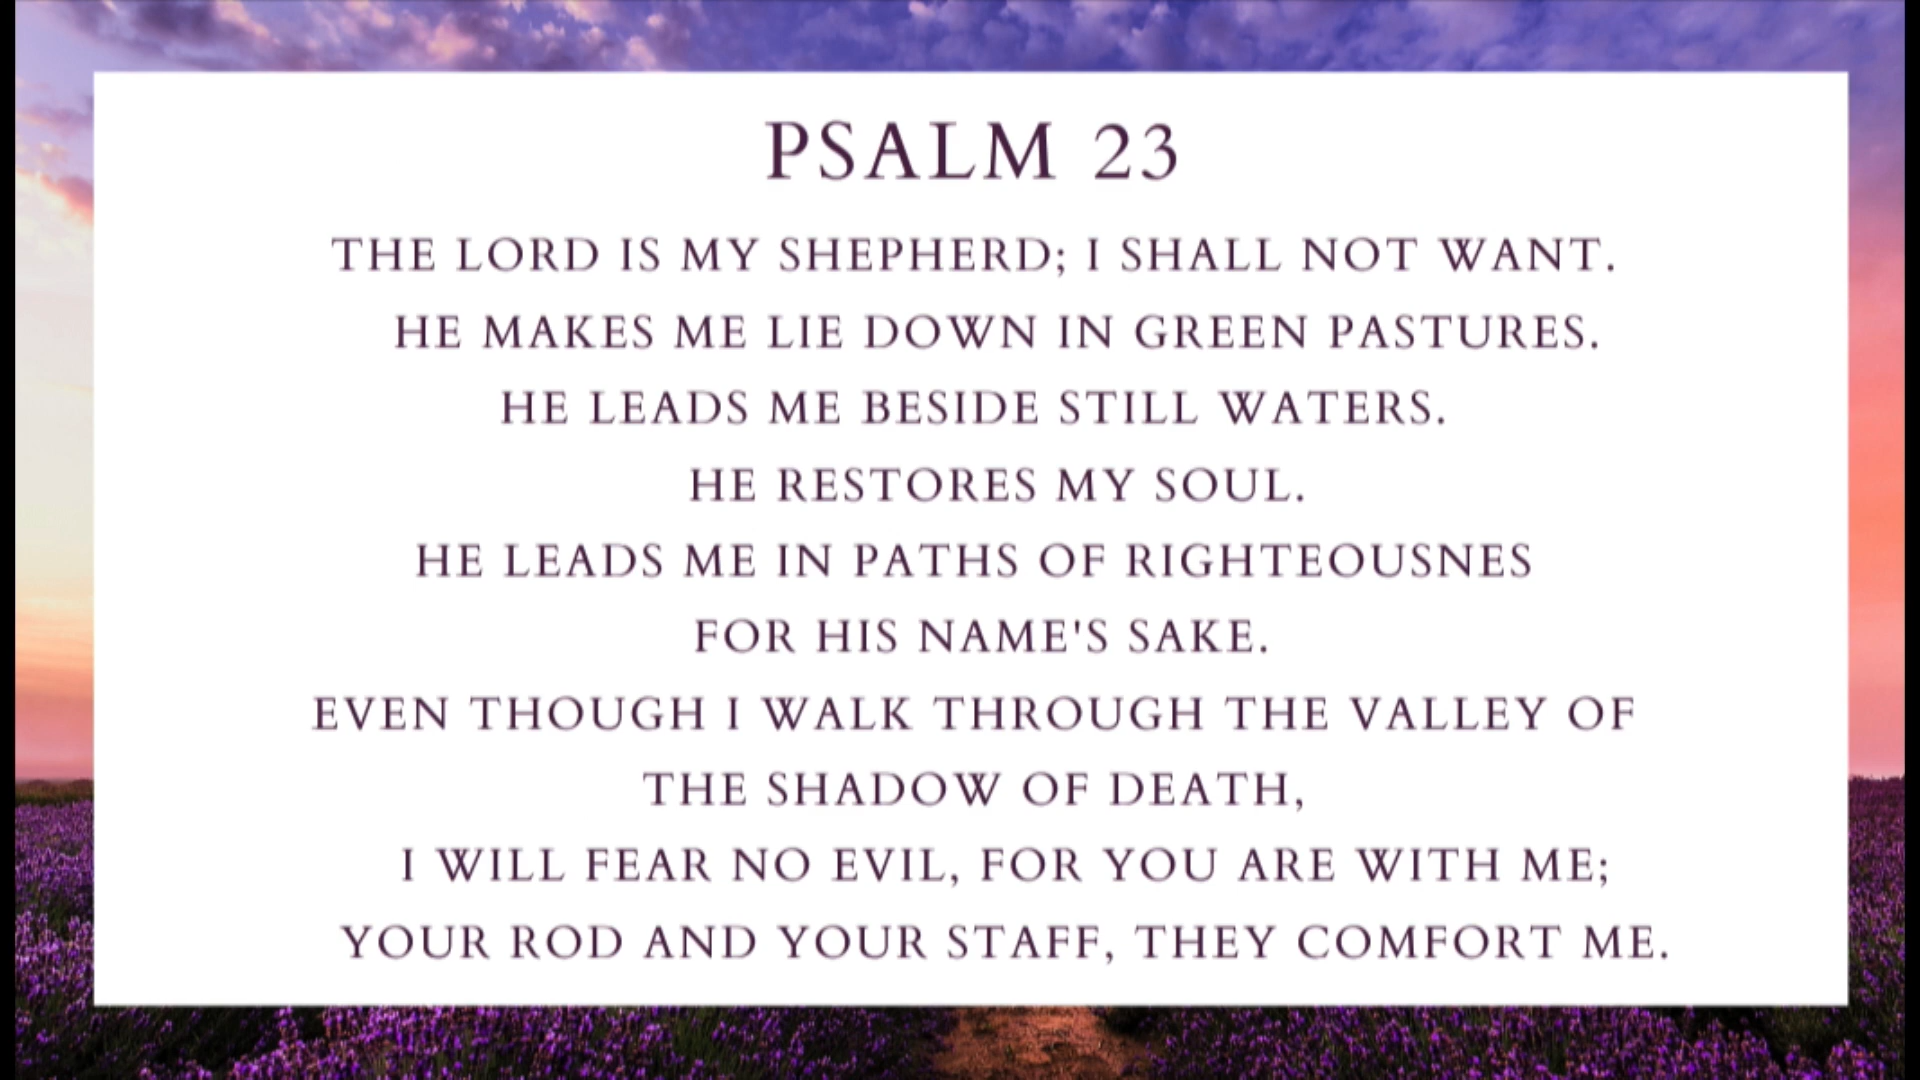 PSALM 23
THE LORD IS MY SHEPHERD; I SHALL NOT WANT.
HE MAKES ME LIE DOWN IN GREEN PASTURES.
HE LEADS ME BESIDE STILL WATERS.
HE RESTORES MY SOUL.
HE LEADS ME IN PATHS OF RIGHTEOUSNES
FOR HIS NAME'S SAKE.
EVEN THOUGH I WALK THROUGH THE VALLEY OF
THE SHADOW OF DEATH,
I WILL FEAR NO EVIL, FOR YOU ARE WITH ME;
YOUR ROD AND YOUR STAFF, THEY COMFORT ME.